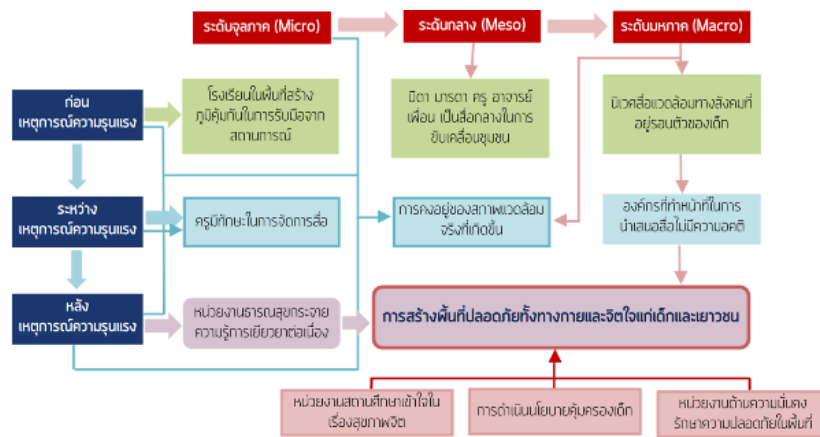 ระดับจุลภาค (Micro)
ระดับกลาง (Meso)
ระดับมหภาค (Macro)
ก่อน
เหตุการณ์ความรุนแรง
โรงเรียนในพื้นที่สร้าง
ภูมิคุ้มกันในการรับมือจาก
สถานการณ์
บิดา มารดา ครู อาจารย์
เพื่อน เป็นสื่อกลางในการ
ขับเคลื่อนชุมชน
นิเวศสื่อแวดล้อมทางสังคมที่
อยู่รอบตัวของเด็ก
ระหว่าง
เหตุการณ์ความรุนแรง
ครูมีทักษะในการจัดการสื่อ
การคงอยู่ของสภาพแวดล้อม
จริงที่เกิดขึ้น
องค์กรที่ทำหน้าที่ในการ
นำเสนอสื่อไม่มีความอคติ
หลัง
เหตุการณ์ความรุนแรง
หน่วยงานธารณสุขกระจาย
ความรู้การเยียวยาต่อเนื่อง
การสร้างพื้นที่ปลอดภัยทั้งทางกายและจิตใจแก่เด็กและเยาวชน
หน่วยงานสถานศึกษาเข้าใจใน
เรื่องสุขภาพจิต
การดำเนินนโยบายคุ้มครองเด็ก
หน่วยงานด้านความมั่นคง
รักษาความปลอดภัยในพื้นที่